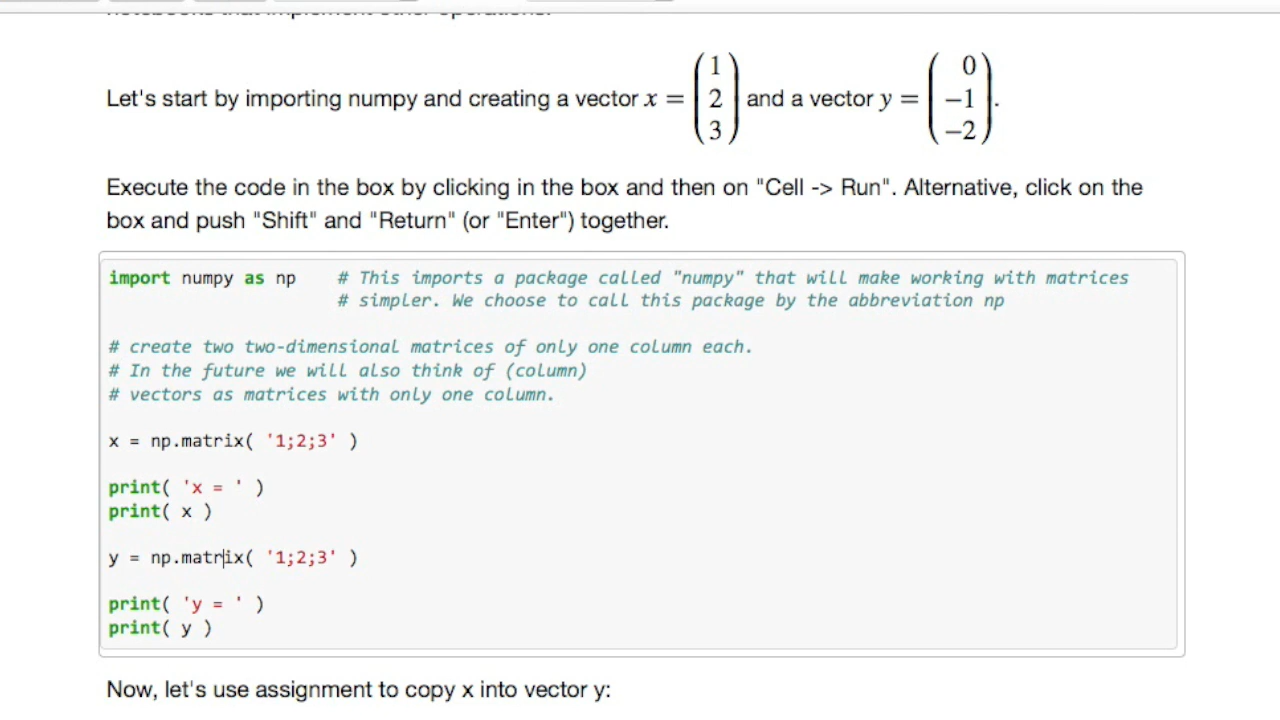 notebooks that implement other operations.
Let's start by importing numpy and creating a vector x = (1 2 3) and a vector y = (0 −1 −2).
Execute the code in the box by clicking in the box and then on "Cell -> Run". Alternative, click on the
box and push "Shift" and "Return" (or "Enter") together.
import numpy as np    # This imports a package called "numpy" that will make working with matrices
# simpler. We choose to call this package by the abbreviation np
# create two two-dimensional matrices of only one column each.
# In the future we will also think of (column)
# vectors as matrices with only one column.
x = np.matrix( '1;2;3' )
print( 'x = ' )
print( x )
y = np.matrix( '1;2;3' )
print( 'y = ' )
print( y )
Now, let's use assignment to copy x into vector y: